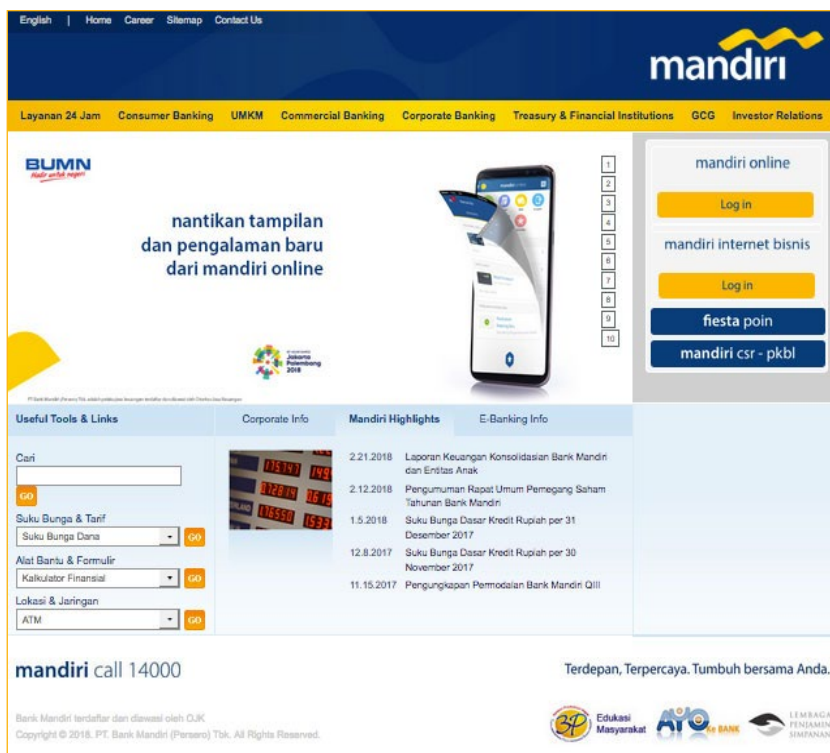 English | Home Career Sitemap Contact Us
mandiri
Layanan 24 Jam Consumer Banking UMKM Commercial Banking Corporate Banking Treasury & Financial Institutions GCG Investor Relations
BUMN
Hadir untuk negeri
nantikan tampilan
dan pengalaman baru
dari mandiri online
Jakarta
Palembang
2018
1
2
3
4
5
6
7
8
9
10
mandiri online
Log in
mandiri internet bisnis
Log in
fiesta poin
mandiri csr - pkbl
Useful Tools & Links
Cari
GO
Suku Bunga & Tarif
Suku Bunga Dana GO
Alat Bantu & Formulir
Kalkulator Finansial GO
Lokasi & Jaringan
ATM GO
Corporate Info Mandiri Highlights E-Banking Info
2.21.2018 Laporan Keuangan Konsolidasian Bank Mandiri
dan Entitas Anak
2.12.2018 Pengumuman Rapat Umum Pemegang Saham
Tahunan Bank Mandiri
1.5.2018 Suku Bunga Dasar Kredit Rupiah per 31
Desember 2017
12.8.2017 Suku Bunga Dasar Kredit Rupiah per 30
November 2017
11.15.2017 Pengungkapan Permodalan Bank Mandiri QIII
mandiri call 14000
Terdepan, Terpercaya. Tumbuh bersama Anda.
Bank Mandiri terdaftar dan diawasi oleh OJK
Copyright © 2018. PT. Bank Mandiri (Persero) Tbk. All Rights Reserved.
3P Edukasi
Masyarakat
AYO Ke BANK
LEMBAGA
PENJAMIN
SIMPANAN